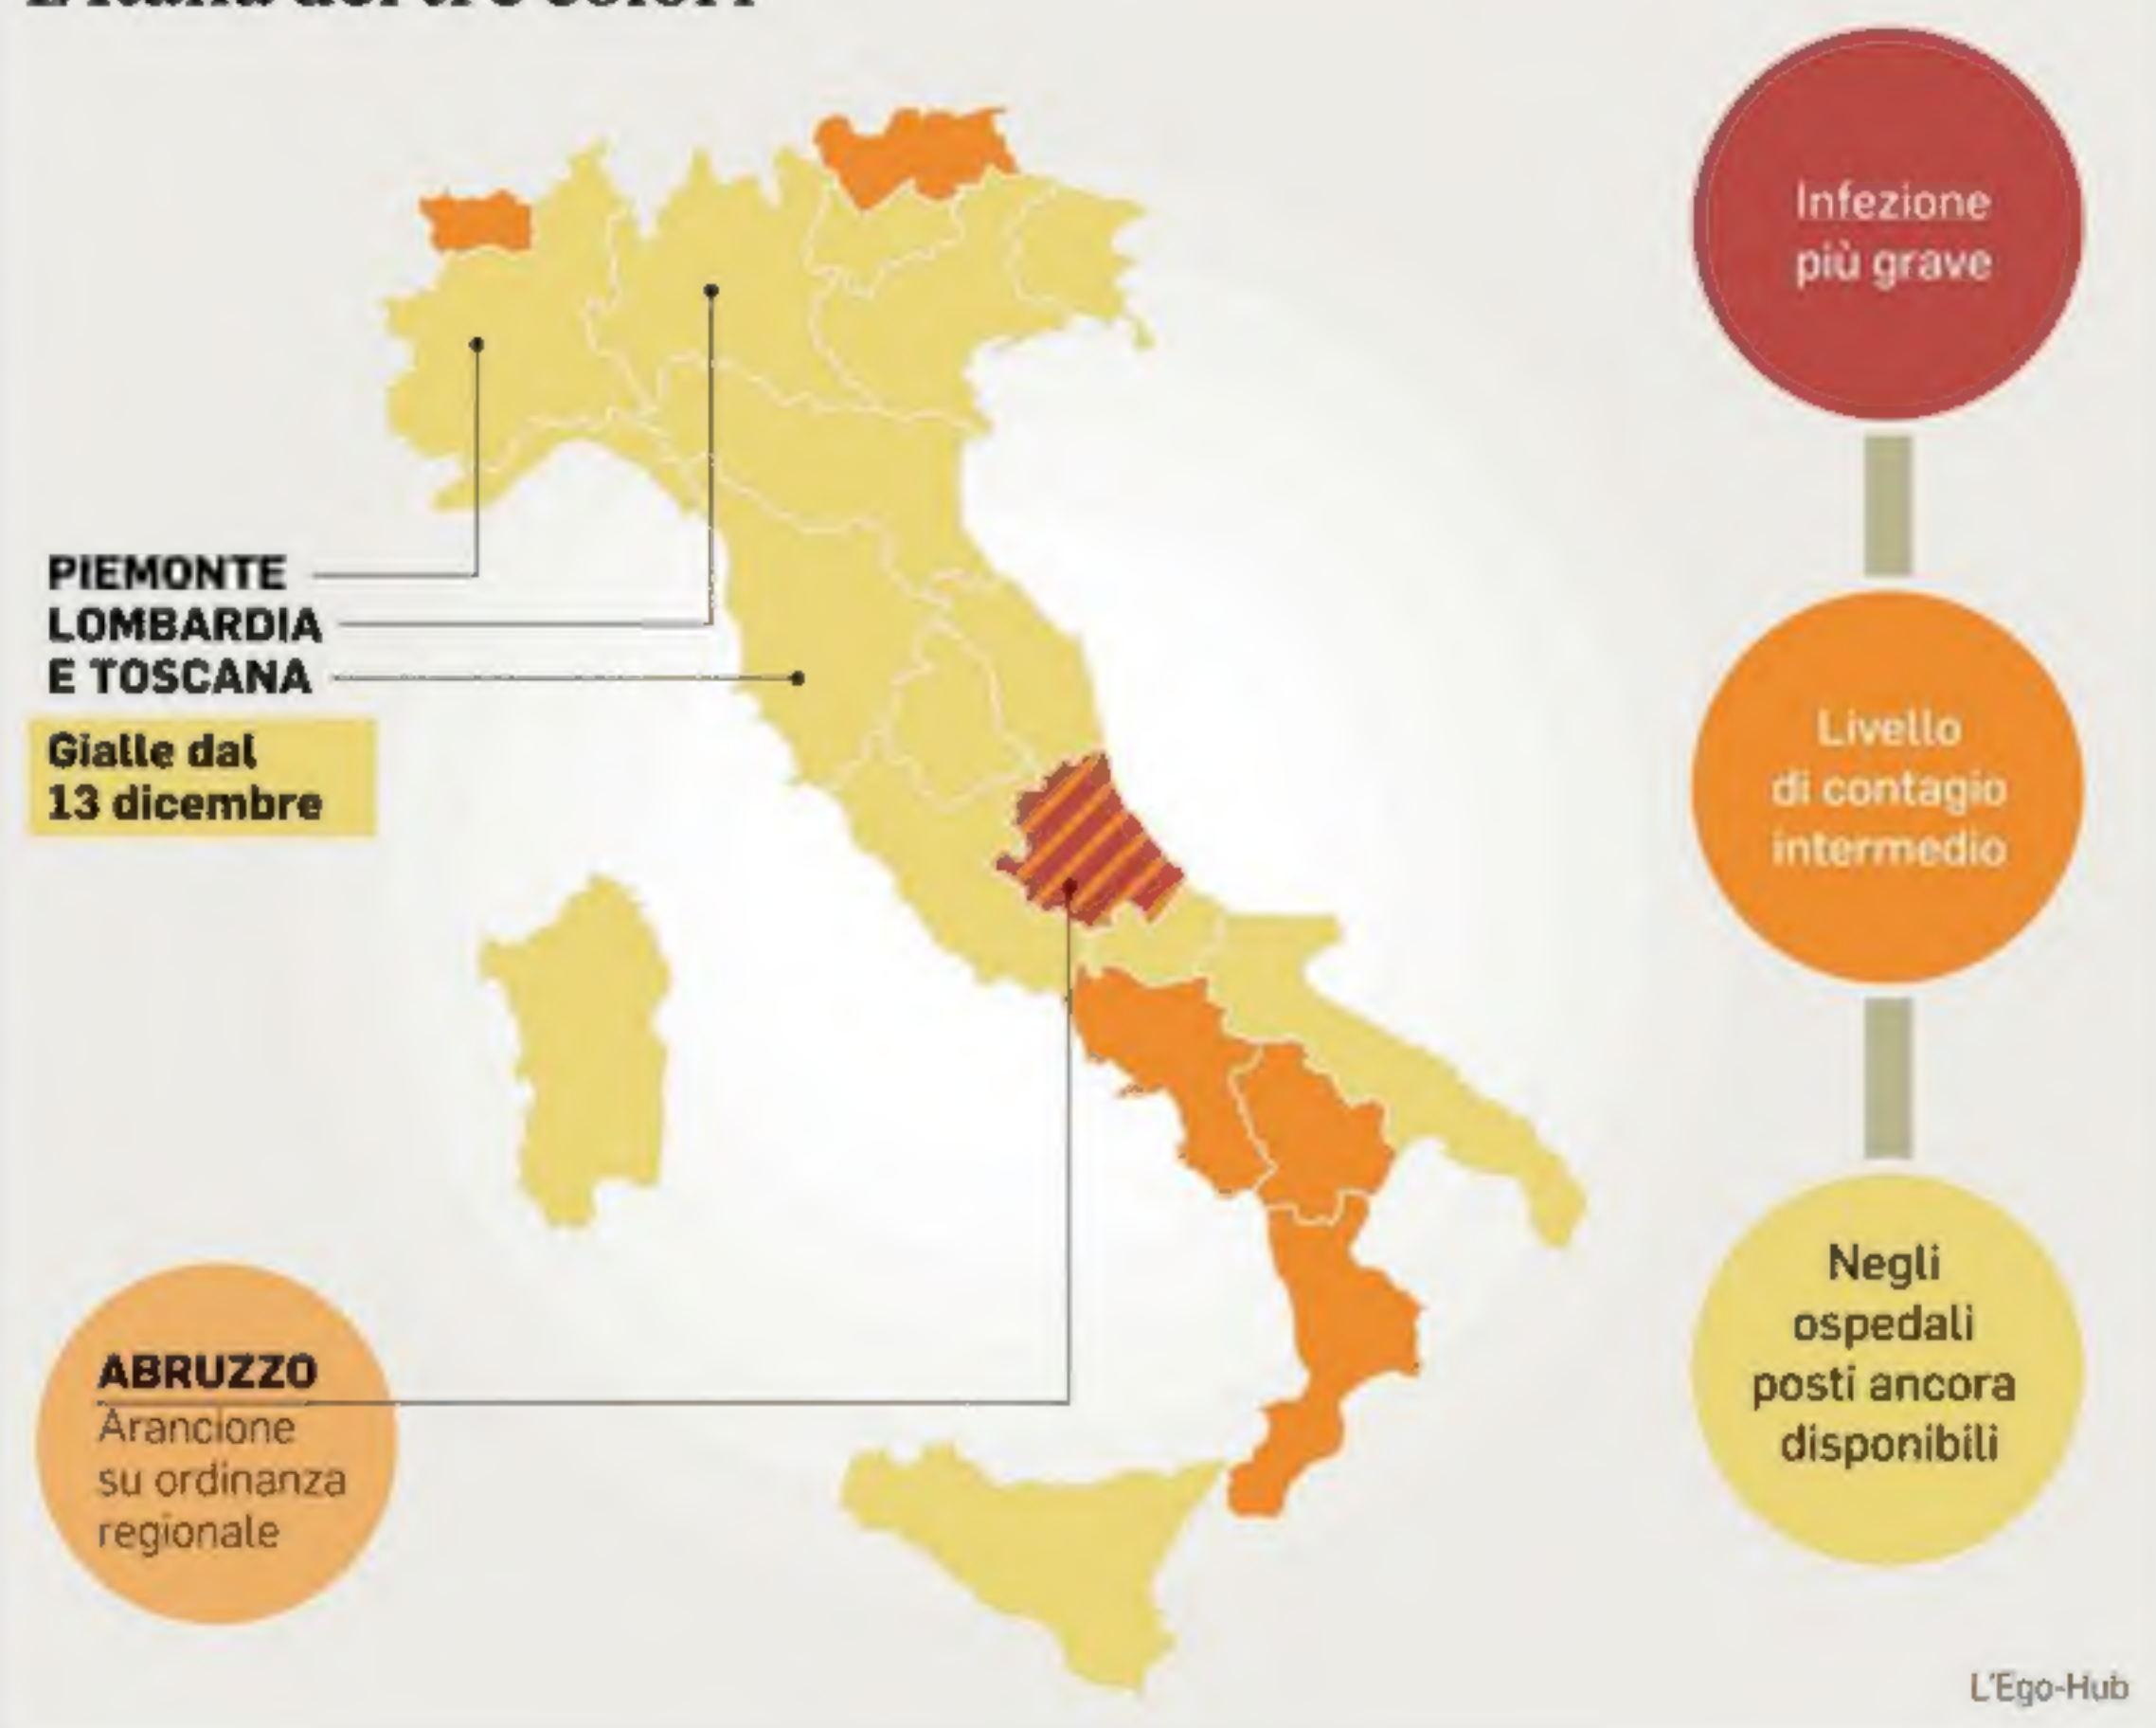 Infezione
più grave
PIEMONTE
LOMBARDIA
E TOSCANA
Gialle dal
13 dicembre
Livello
di contagio
intermedio
ABRUZZO
Arancione
su ordinanza
regionale
Negli
ospedali
posti ancora
disponibili
L'Ego-Hub